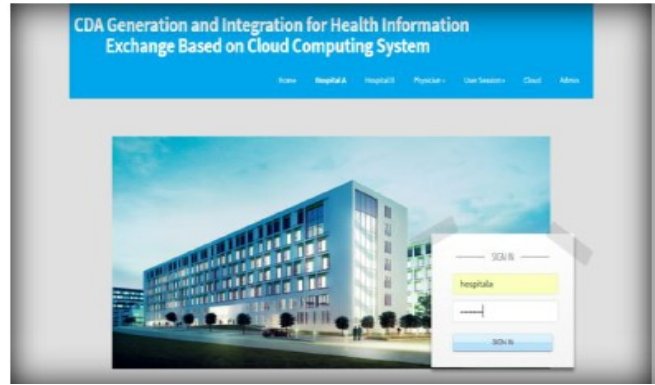 CDA Generation and Integration for Health Information
Exchange Based on Cloud Computing System
Home Hospital A Hospital B Physician User Session Cloud Admin
SIGN IN
hospitala
SIGN IN